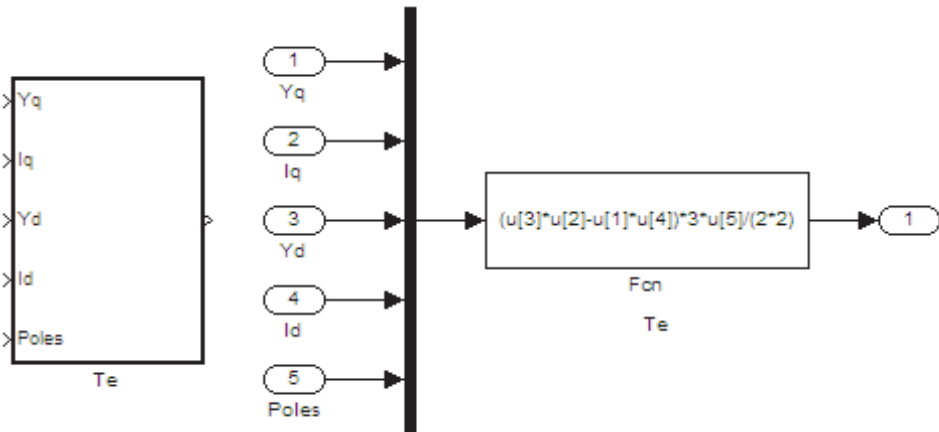 Yq
Iq
Yd
Id
Poles
Te
1
Yq
2
Iq
3
Yd
4
Id
5
Poles
(u[3]*u[2]-u[1]*u[4])*3*u[5]/(2*2)
Fcn
Te
1